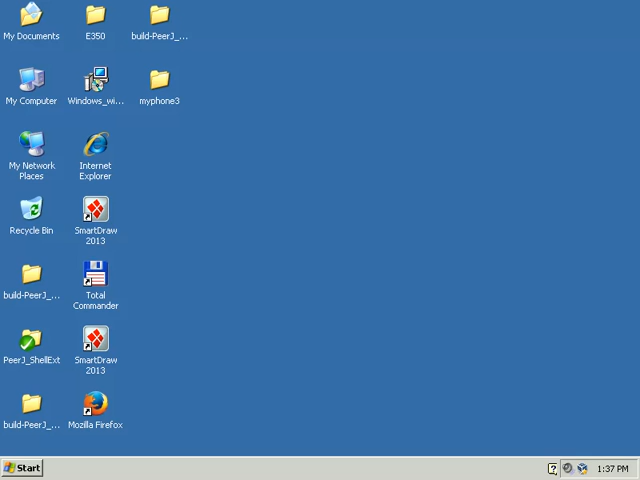 My Documents
E350
build-PeerJ_...
My Computer
Windows_wi...
myphone3
My Network
Places
Internet
Explorer
Recycle Bin
SmartDraw
2013
build-PeerJ_...
Total
Commander
PeerJ_ShellExt
SmartDraw
2013
build-PeerJ_...
Mozilla Firefox
Start
?
1:37 PM